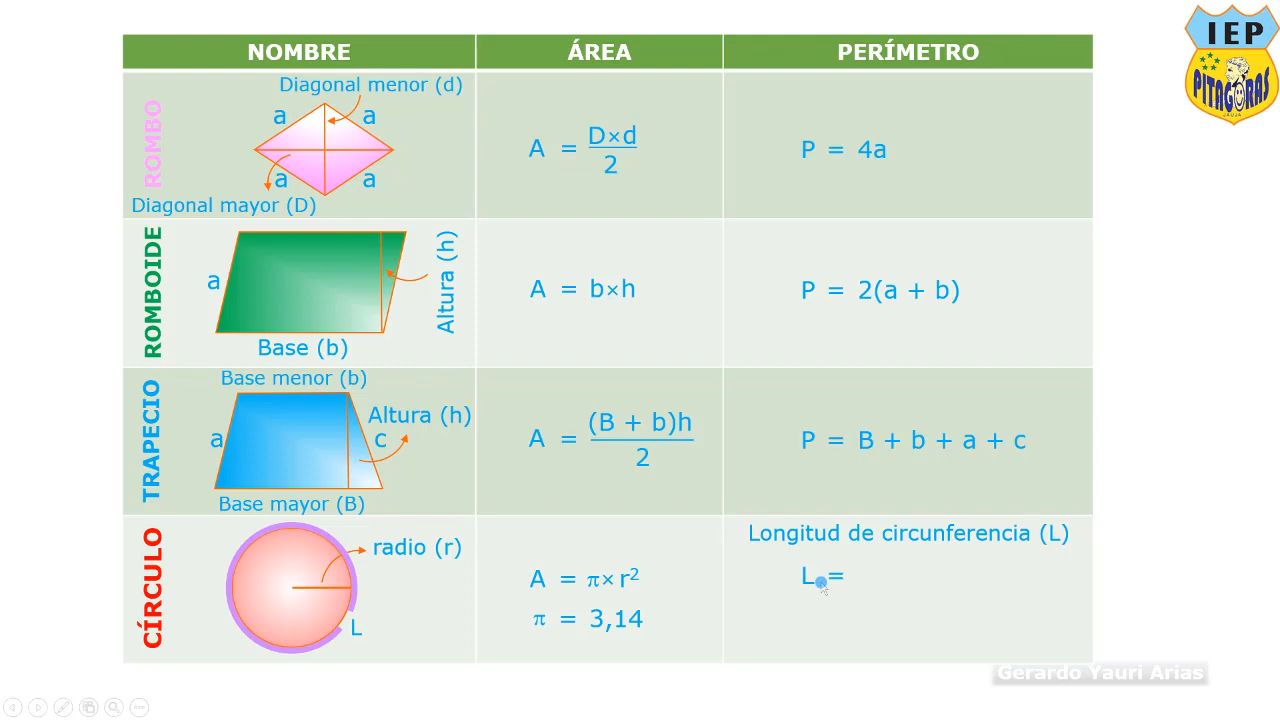 NOMBRE ÁREA PERÍMETRO
ROMBO
Diagonal menor (d)
a a
a a
Diagonal mayor (D)
A = D×d
2
P = 4a
ROMBOIDE
a
Altura (h)
Base (b)
A = b×h
P = 2(a + b)
TRAPECIO
Base menor (b)
Altura (h)
a c
Base mayor (B)
A = (B + b)h
2
P = B + b + a + c
CÍRCULO
radio (r)
L
A = π× r²
π = 3,14
Longitud de circunferencia (L)
L =
IEP
PITAGORAS
JAUJA
Gerardo Yauri Arias